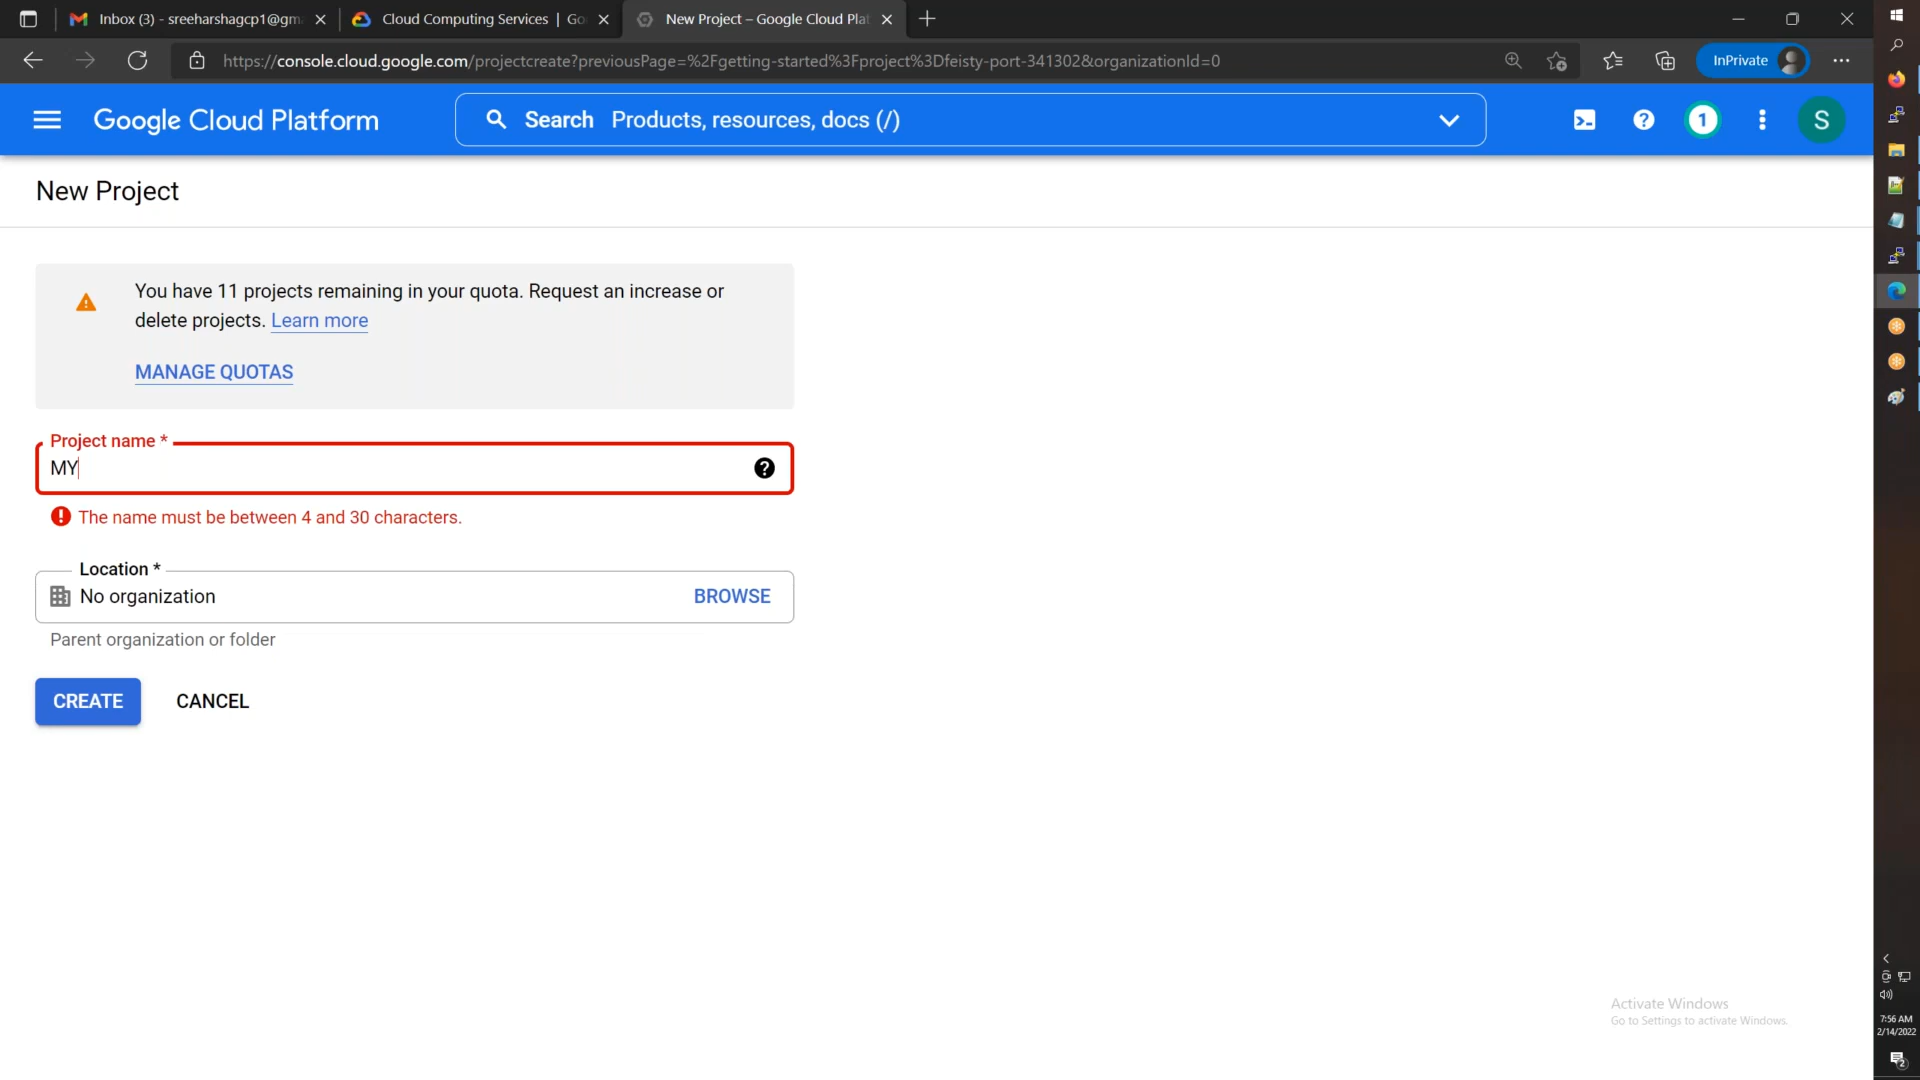 Inbox (3) - sreeharshagcp1@gm
Cloud Computing Services | Go
New Project – Google Cloud Pla
https://console.cloud.google.com/projectcreate?previousPage=%2Fgetting-started%3Fproject%3Dfeisty-port-341302&organizationId=0
InPrivate
Google Cloud Platform
Search Products, resources, docs (/)
1
S
New Project
You have 11 projects remaining in your quota. Request an increase or
delete projects. Learn more
MANAGE QUOTAS
Project name *
MY
The name must be between 4 and 30 characters.
Location *
No organization
BROWSE
Parent organization or folder
CREATE
CANCEL
Activate Windows
Go to Settings to activate Windows.
7:56 AM
2/14/2022
2